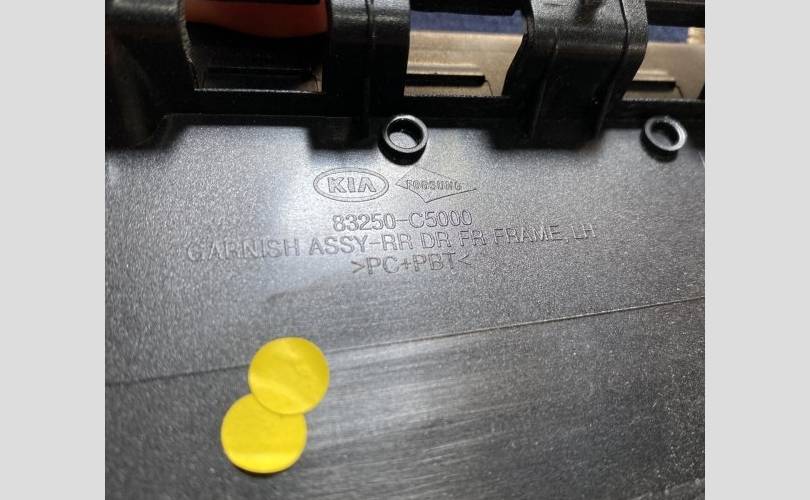 KIA FOOSUNG
83250-C5000
GARNISH ASSY-RR DR FR FRAME, LH
>PC+PBT<